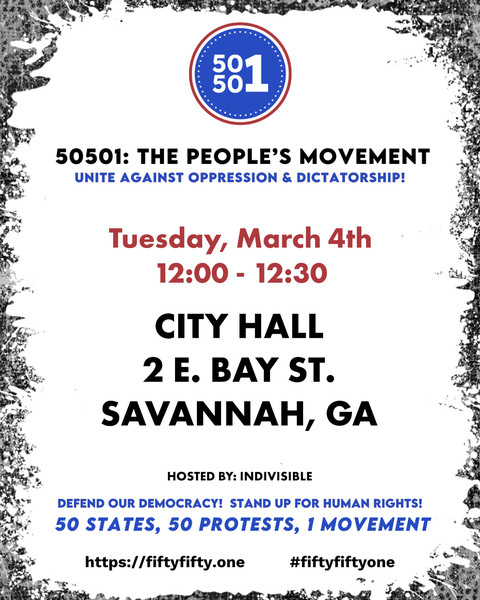 50
50
1
50501: THE PEOPLE'S MOVEMENT
UNITE AGAINST OPPRESSION & DICTATORSHIP!
Tuesday, March 4th
12:00 - 12:30
CITY HALL
2 E. BAY ST.
SAVANNAH, GA
HOSTED BY: INDIVISIBLE
DEFEND OUR DEMOCRACY! STAND UP FOR HUMAN RIGHTS!
50 STATES, 50 PROTESTS, 1 MOVEMENT
https://fiftyfifty.one #fiftyfiftyone